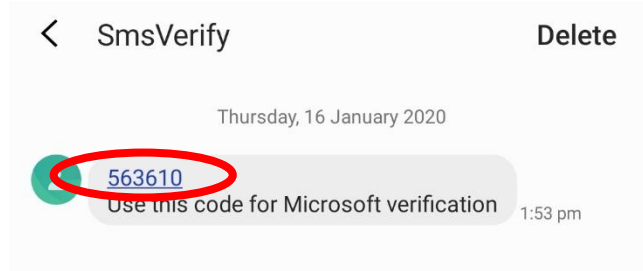 SmsVerify Delete
Thursday, 16 January 2020
563610
Use this code for Microsoft verification
1:53 pm